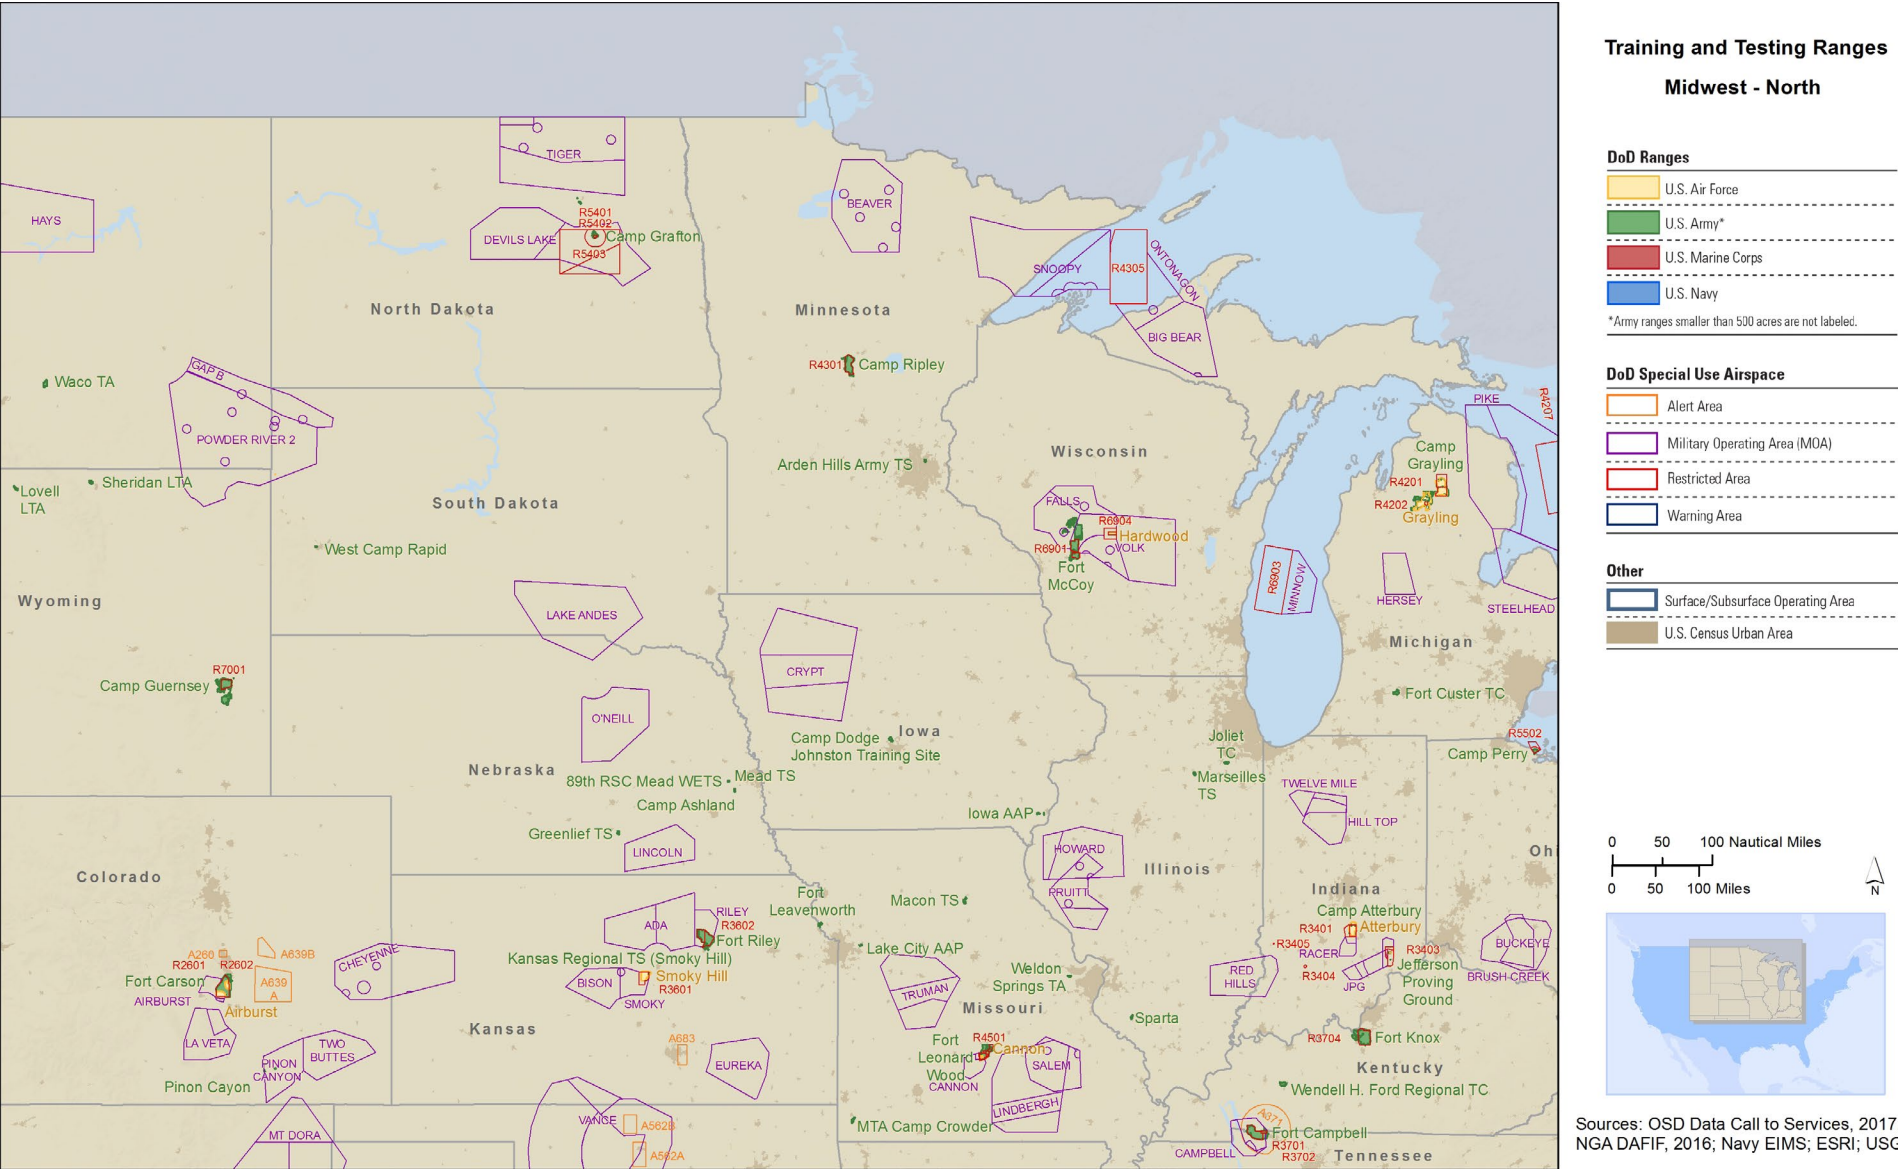 Training and Testing Ranges
Midwest - North
DoD Ranges
U.S. Air Force
U.S. Army*
U.S. Marine Corps
U.S. Navy
*Army ranges smaller than 500 acres are not labeled.
DoD Special Use Airspace
Alert Area
Military Operating Area (MOA)
Restricted Area
Warning Area
Other
Surface/Subsurface Operating Area
U.S. Census Urban Area
0 50 100 Nautical Miles
0 50 100 Miles
N
Sources: OSD Data Call to Services, 2017
NGA DAFIF, 2016; Navy EIMS; ESRI; USG
TIGER
HAYS
R5401
R5402
DEVILS LAKE
Camp Grafton
R5403
BEAVER
SNOOPY
R4305
ONTONAGON
North Dakota
Minnesota
BIG BEAR
GAP B
R4301
Camp Ripley
Waco TA
POWDER RIVER 2
PIKE
R4207
Wisconsin
Camp
Grayling
Arden Hills Army TS
Sheridan LTA
Lovell
LTA
R4201
R4202
Grayling
South Dakota
FALLS
R6904
Hardwood
R6901
VOLK
Fort
McCoy
West Camp Rapid
R6903
MINNOW
HERSEY
STEELHEAD
Wyoming
LAKE ANDES
Michigan
CRYPT
R7001
Camp Guernsey
Fort Custer TC
O'NEILL
Iowa
Camp Dodge
Johnston Training Site
Joliet
TC
R5502
Camp Perry
Nebraska
89th RSC Mead WETS
Mead TS
Marseilles
TS
TWELVE MILE
Camp Ashland
Iowa AAP
HILL TOP
Greenlief TS
LINCOLN
HOWARD
Ohi
Colorado
Illinois
Indiana
Fort
Leavenworth
PRUITT
Macon TS
Camp Atterbury
R3401
Atterbury
RILEY
R3602
ADA
Fort Riley
A260
A639B
R2601
R2602
CHEYENNE
Kansas Regional TS (Smoky Hill)
Lake City AAP
R3405
RACER
R3403
BUCKEYE
Fort Carson
A639
A
BISON
Smoky Hill
R3601
SMOKY
Weldon
Springs TA
RED
HILLS
R3404
JPG
Jefferson
Proving
Ground
BRUSH CREEK
AIRBURST
Airburst
TRUMAN
Missouri
Sparta
Kansas
LA VETA
TWO
BUTTES
A683
Fort
Leonard
Wood
R4501
Cannon
R3704
Fort Knox
PINON
CANYON
EUREKA
SALEM
Kentucky
Pinon Cayon
CANNON
Wendell H. Ford Regional TC
LINDBERGH
VANCE
A562B
MTA Camp Crowder
A371
Fort Campbell
MT DORA
R3701
R3702
CAMPBELL
A562A
Tennessee